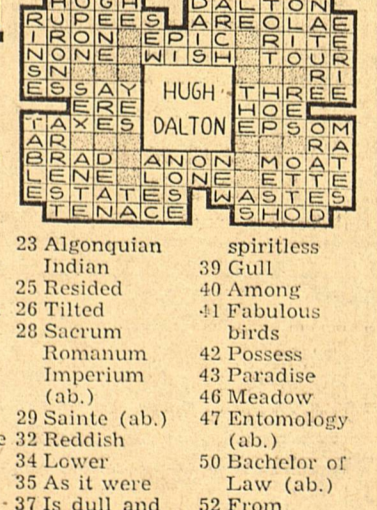 HUGH DALTON
RUPEES AREOLAE
IRON EPIC RITE
NONE WISH TOUR
SN RI
ESSAY HUGH THREE
ERE HOE
TAXES DALTON EPSOM
AR RA
BRAD ANON MOAT
LENE LONE ETTE
ESTATES WASTES
TENACE SHOD
23 Algonquian
Indian
25 Resided
26 Tilted
28 Sacrum
Romanum
Imperium
(ab.)
29 Sainte (ab.)
32 Reddish
34 Lower
35 As it were
37 Is dull and
spiritless
39 Gull
40 Among
41 Fabulous
birds
42 Possess
43 Paradise
46 Meadow
47 Entomology
(ab.)
50 Bachelor of
Law (ab.)
52 From